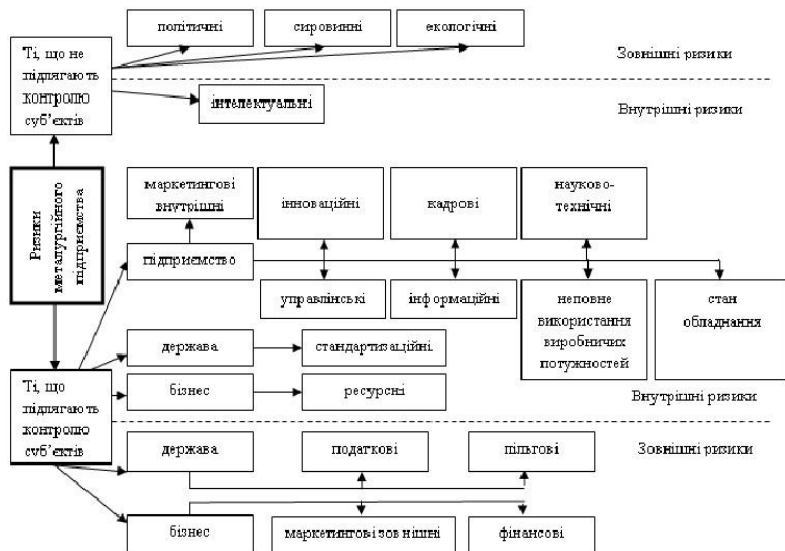 політичні
сировинні
екологічні
Ті, що не
підлягають
контролю
суб'єктів
Зовнішні ризики
Внутрішні ризики
інтелектуальні
Ризики
металургійного
підприємства
маркетингові
внутрішні
інноваційні
кадрові
науково-
технічні
підприємство
управлінські
інформаційні
неповне
використання
виробничих
потужностей
стан
обладнання
держава
стандартизаційні
Ті, що
підлягають
контролю
суб'єктів
бізнес
ресурсні
Внутрішні ризики
Зовнішні ризики
держава
податкові
пільгові
бізнес
маркетингові зовнішні
фінансові